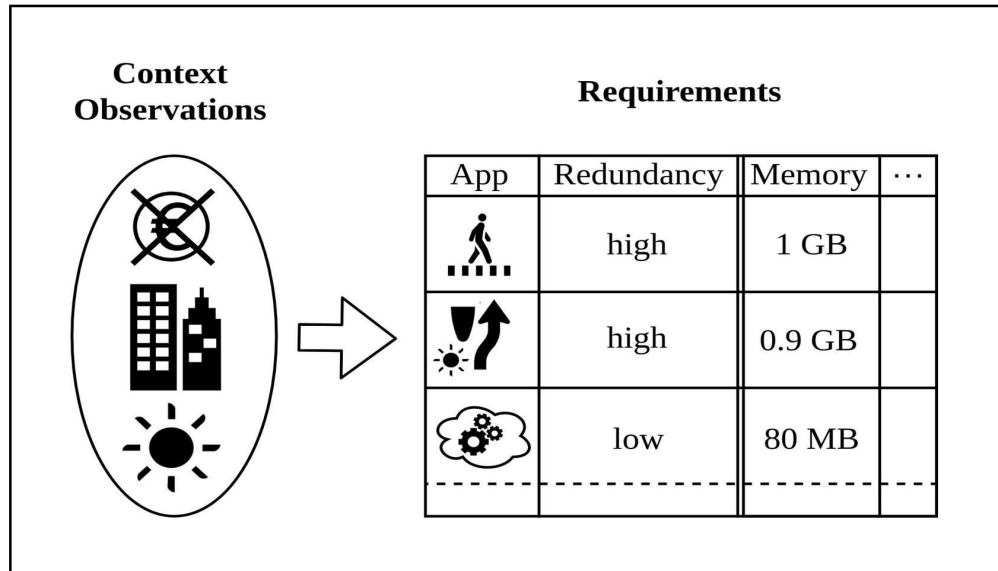 Context
Observations
Requirements
€
App Redundancy Memory ⋯
high 1 GB
high 0.9 GB
low 80 MB